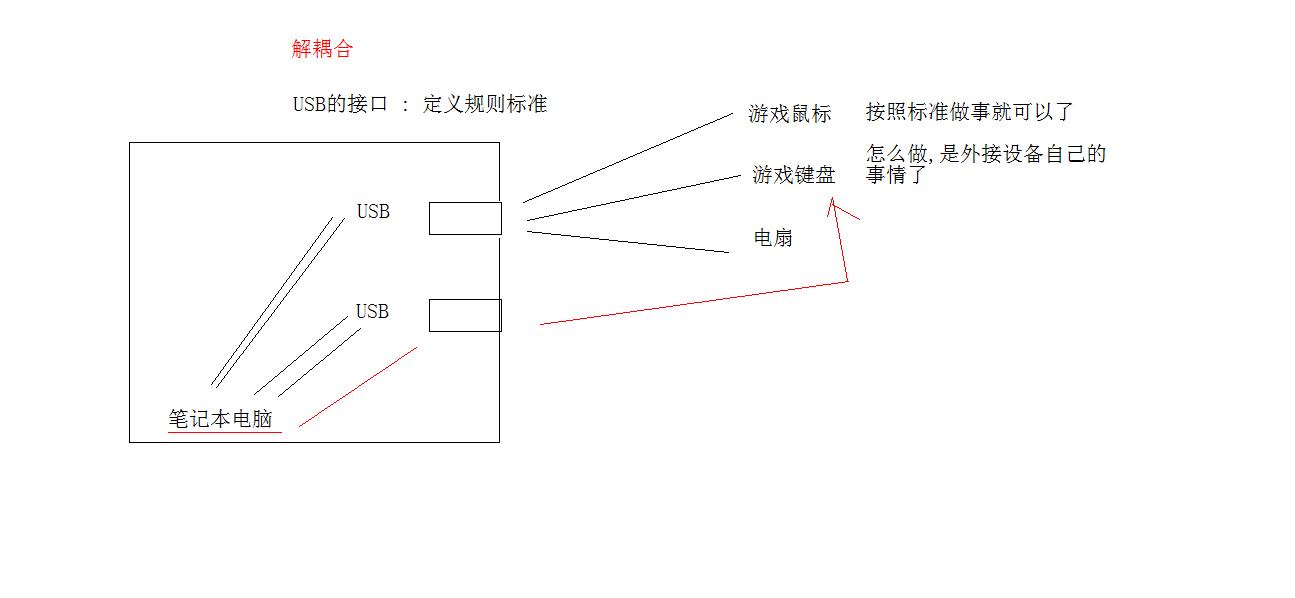 解耦合
USB的接口 : 定义规则标准
游戏鼠标
按照标准做事就可以了
怎么做,是外接设备自己的
事情了
游戏键盘
USB
电扇
USB
笔记本电脑